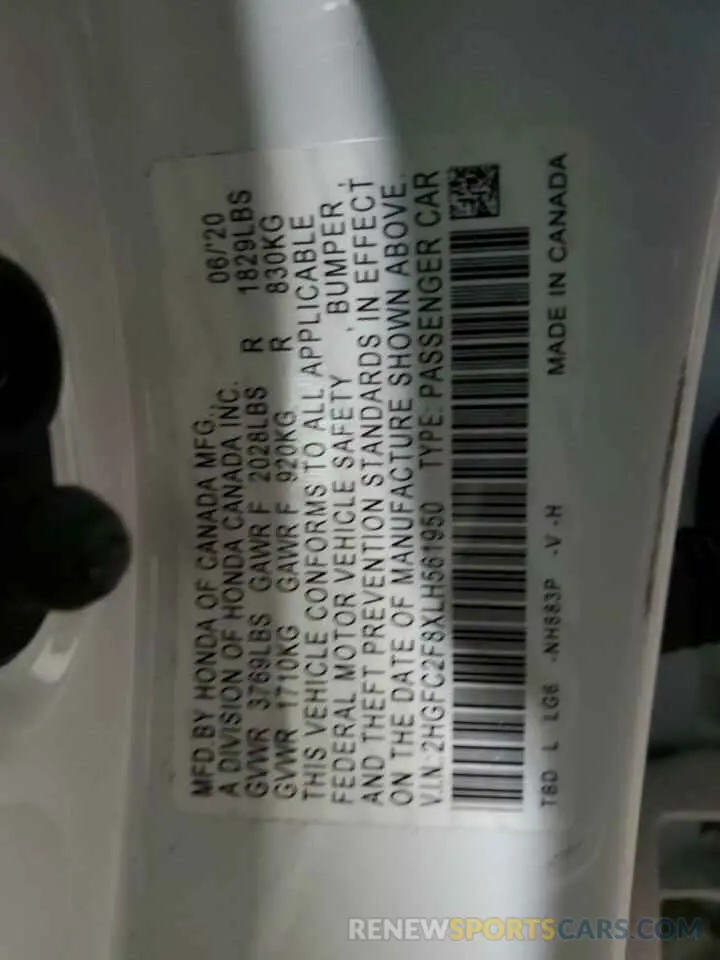 MFD.BY HONDA OF CANADA MFG., 06/'20
A DIVISION OF HONDA CANADA INC.
GVWR 3769LBS GAWR F 2028LBS R 1829LBS
GVWR 1710KG GAWR F 920KG R 830KG
THIS VEHICLE CONFORMS TO ALL APPLICABLE
FEDERAL MOTOR VEHICLE SAFETY, BUMPER,
AND THEFT PREVENTION STANDARDS IN EFFECT
ON THE DATE OF MANUFACTURE SHOWN ABOVE.
V.I.N.:2HGFC2F8XLH561950 TYPE: PASSENGER CAR
TBD L LG6 -NH883P -V -H MADE IN CANADA
RENEWSPORTSCARS.COM